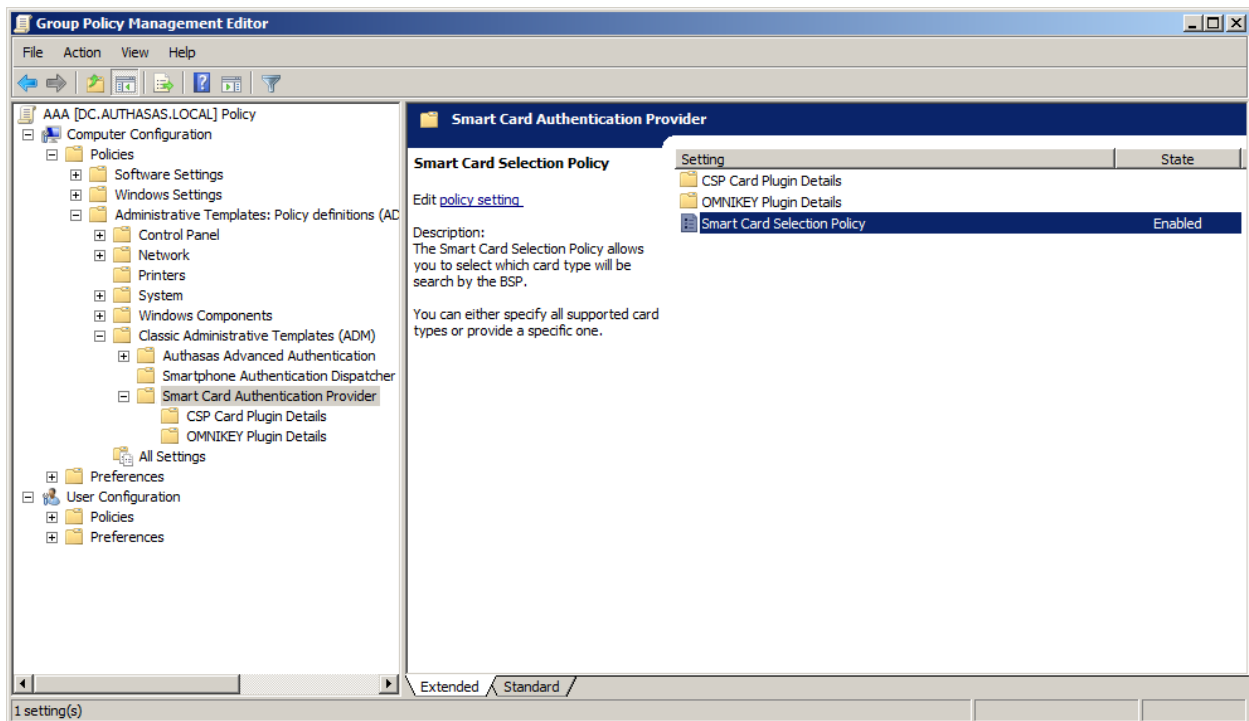 Group Policy Management Editor
File Action View Help
AAA [DC.AUTHASAS.LOCAL] Policy
Computer Configuration
Policies
Software Settings
Windows Settings
Administrative Templates: Policy definitions (AD
Control Panel
Network
Printers
System
Windows Components
Classic Administrative Templates (ADM)
Authasas Advanced Authentication
Smartphone Authentication Dispatcher
Smart Card Authentication Provider
CSP Card Plugin Details
OMNIKEY Plugin Details
All Settings
Preferences
User Configuration
Policies
Preferences
Smart Card Authentication Provider
Smart Card Selection Policy
Edit policy setting
Description:
The Smart Card Selection Policy allows
you to select which card type will be
search by the BSP.
You can either specify all supported card
types or provide a specific one.
Setting State
CSP Card Plugin Details
OMNIKEY Plugin Details
Smart Card Selection Policy Enabled
Extended Standard
1 setting(s)